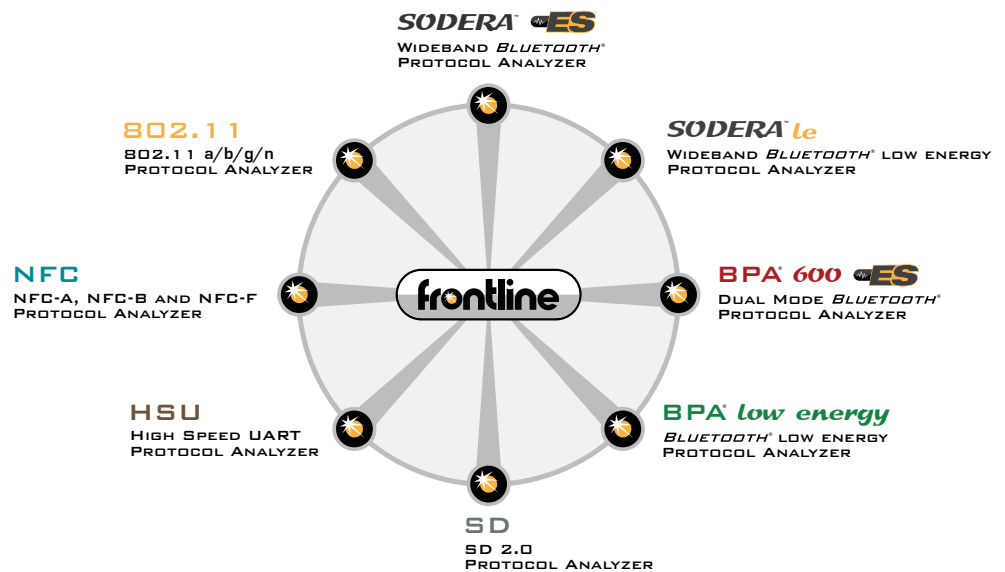 SODERA™ ES
WIDEBAND BLUETOOTH®
PROTOCOL ANALYZER
802.11
802.11 a/b/g/n
PROTOCOL ANALYZER
SODERA™ le
WIDEBAND BLUETOOTH® LOW ENERGY
PROTOCOL ANALYZER
NFC
NFC-A, NFC-B AND NFC-F
PROTOCOL ANALYZER
frontline
BPA® 600 ES
DUAL MODE BLUETOOTH®
PROTOCOL ANALYZER
HSU
HIGH SPEED UART
PROTOCOL ANALYZER
BPA® low energy
BLUETOOTH® LOW ENERGY
PROTOCOL ANALYZER
SD
SD 2.0
PROTOCOL ANALYZER